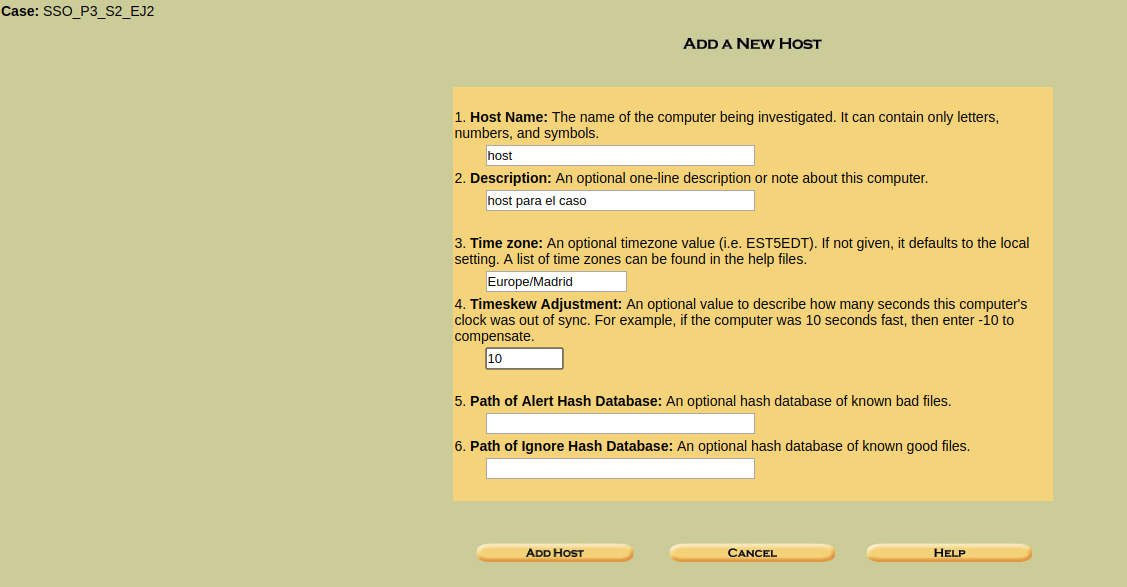 Case: SSO_P3_S2_EJ2
ADD A NEW HOST
1. Host Name: The name of the computer being investigated. It can contain only letters,
numbers, and symbols.
host
2. Description: An optional one-line description or note about this computer.
host para el caso
3. Time zone: An optional timezone value (i.e. EST5EDT). If not given, it defaults to the local
setting. A list of time zones can be found in the help files.
Europe/Madrid
4. Timeskew Adjustment: An optional value to describe how many seconds this computer's
clock was out of sync. For example, if the computer was 10 seconds fast, then enter -10 to
compensate.
10
5. Path of Alert Hash Database: An optional hash database of known bad files.
6. Path of Ignore Hash Database: An optional hash database of known good files.
ADD HOST CANCEL HELP